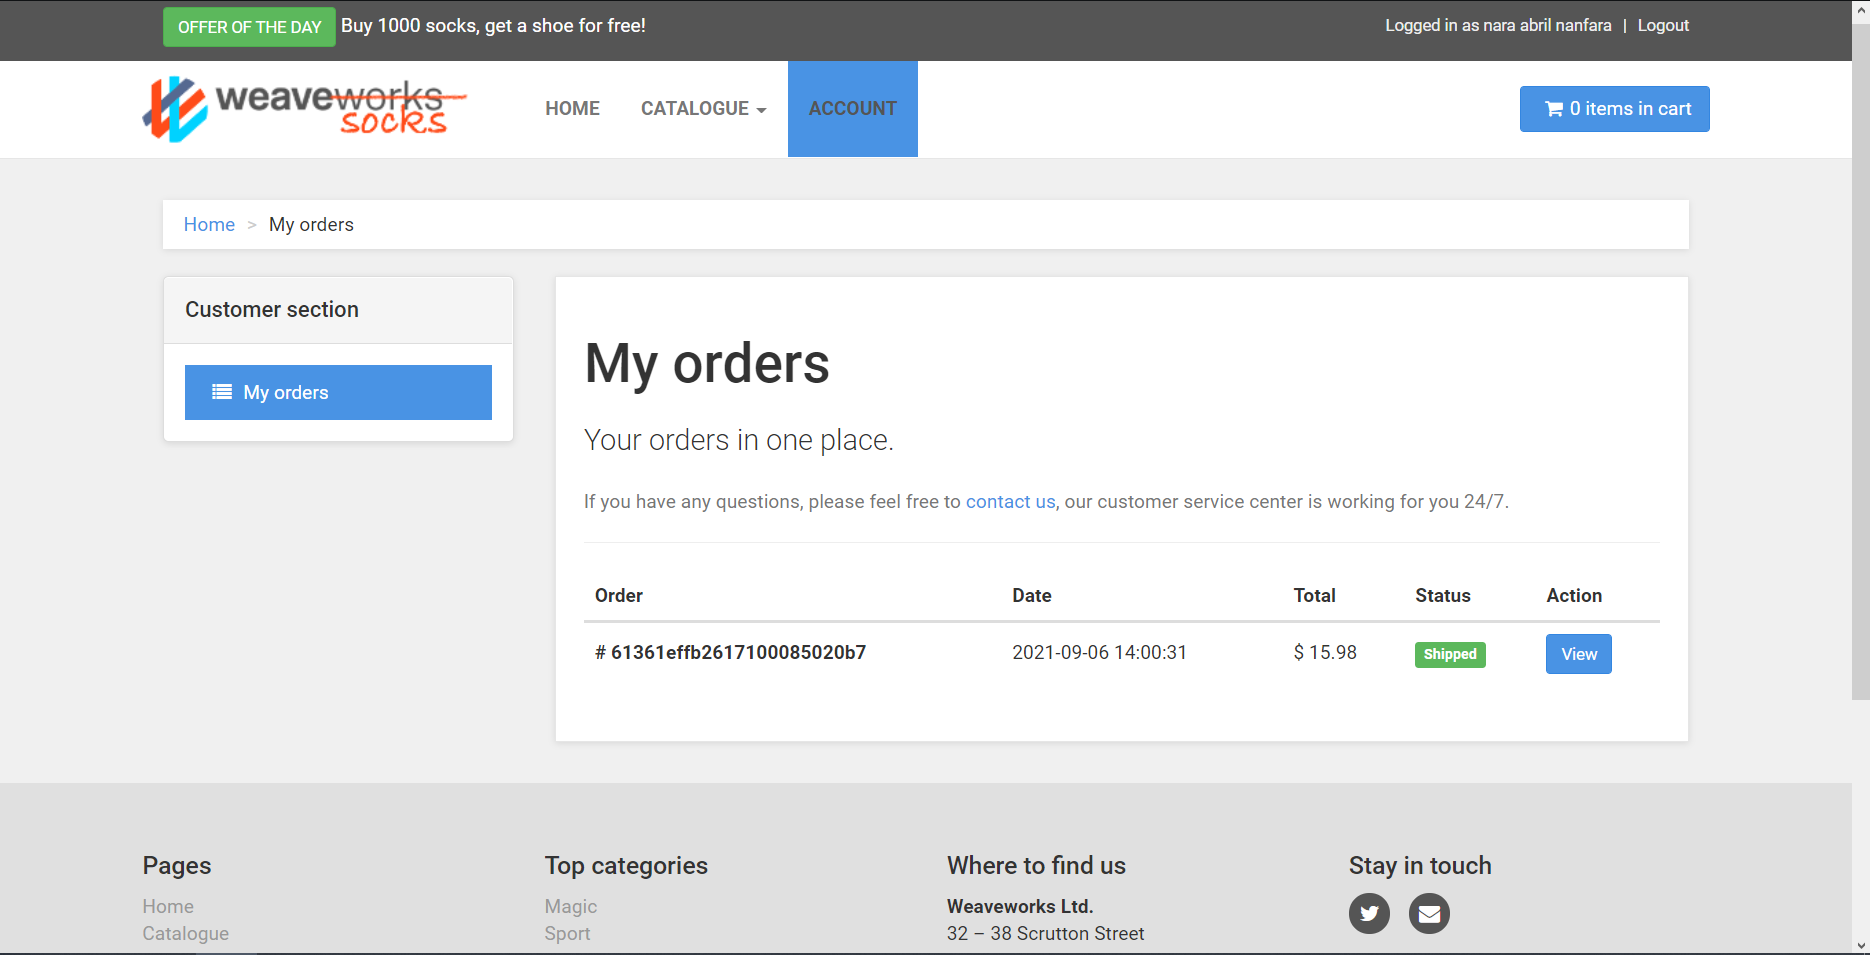 OFFER OF THE DAY Buy 1000 socks, get a shoe for free!
Logged in as nara abril nanfara | Logout
weaveworks
socks
HOME CATALOGUE ACCOUNT
0 items in cart
Home > My orders
Customer section
My orders
My orders
Your orders in one place.
If you have any questions, please feel free to contact us, our customer service center is working for you 24/7.
Order Date Total Status Action
# 61361effb2617100085020b7 2021-09-06 14:00:31 $ 15.98 Shipped View
Pages
Home
Catalogue
Top categories
Magic
Sport
Where to find us
Weaveworks Ltd.
32 – 38 Scrutton Street
Stay in touch